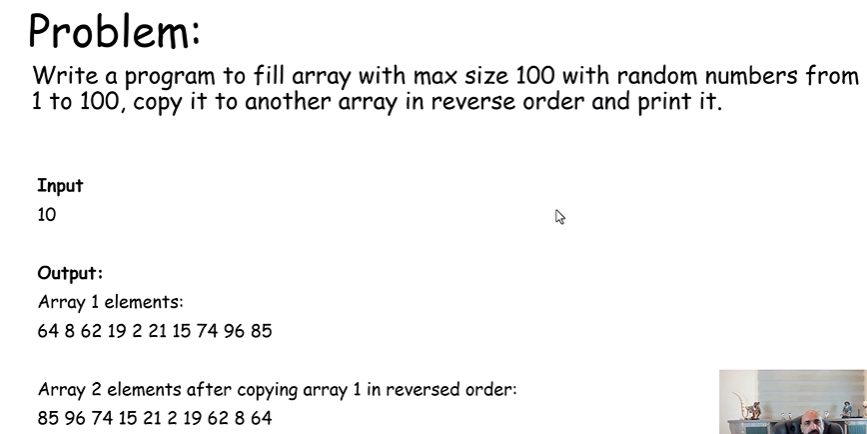 Problem:
Write a program to fill array with max size 100 with random numbers from
1 to 100, copy it to another array in reverse order and print it.
Input
10
Output:
Array 1 elements:
64 8 62 19 2 21 15 74 96 85
Array 2 elements after copying array 1 in reversed order:
85 96 74 15 21 2 19 62 8 64